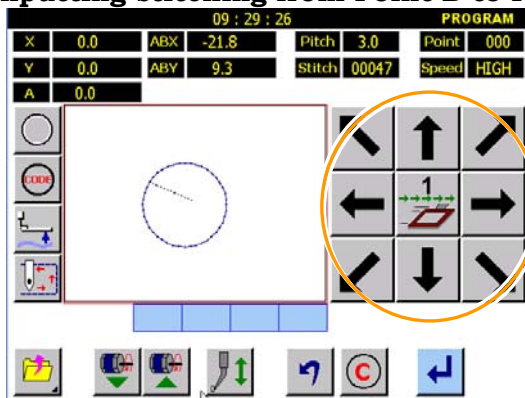 09 : 29 : 26 PROGRAM
X 0.0 ABX -21.8 Pitch 3.0 Point 000
Y 0.0 ABY 9.3 Stitch 00047 Speed HIGH
A 0.0
1
CODE
C